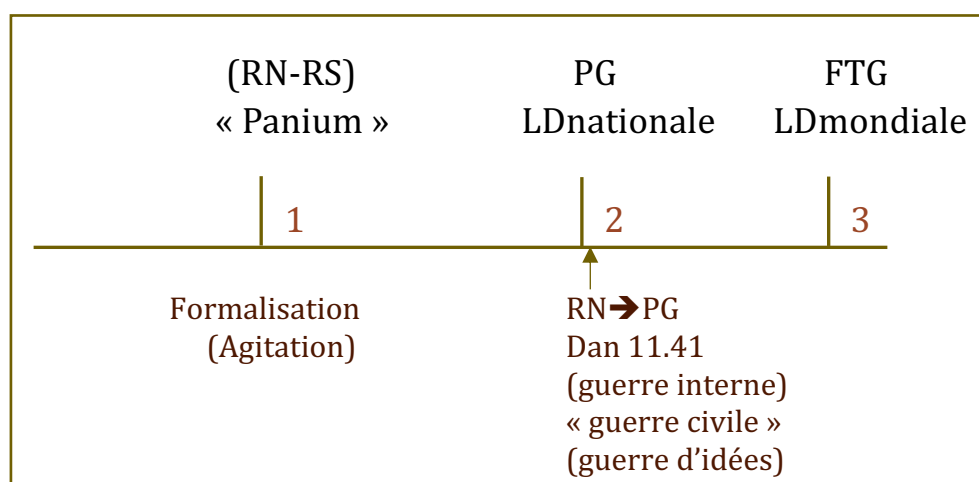 (RN-RS) PG FTG
« Panium » LDnationale LDmondiale
1 2 3
Formalisation RN➔PG
(Agitation) Dan 11.41
(guerre interne)
« guerre civile »
(guerre d’idées)